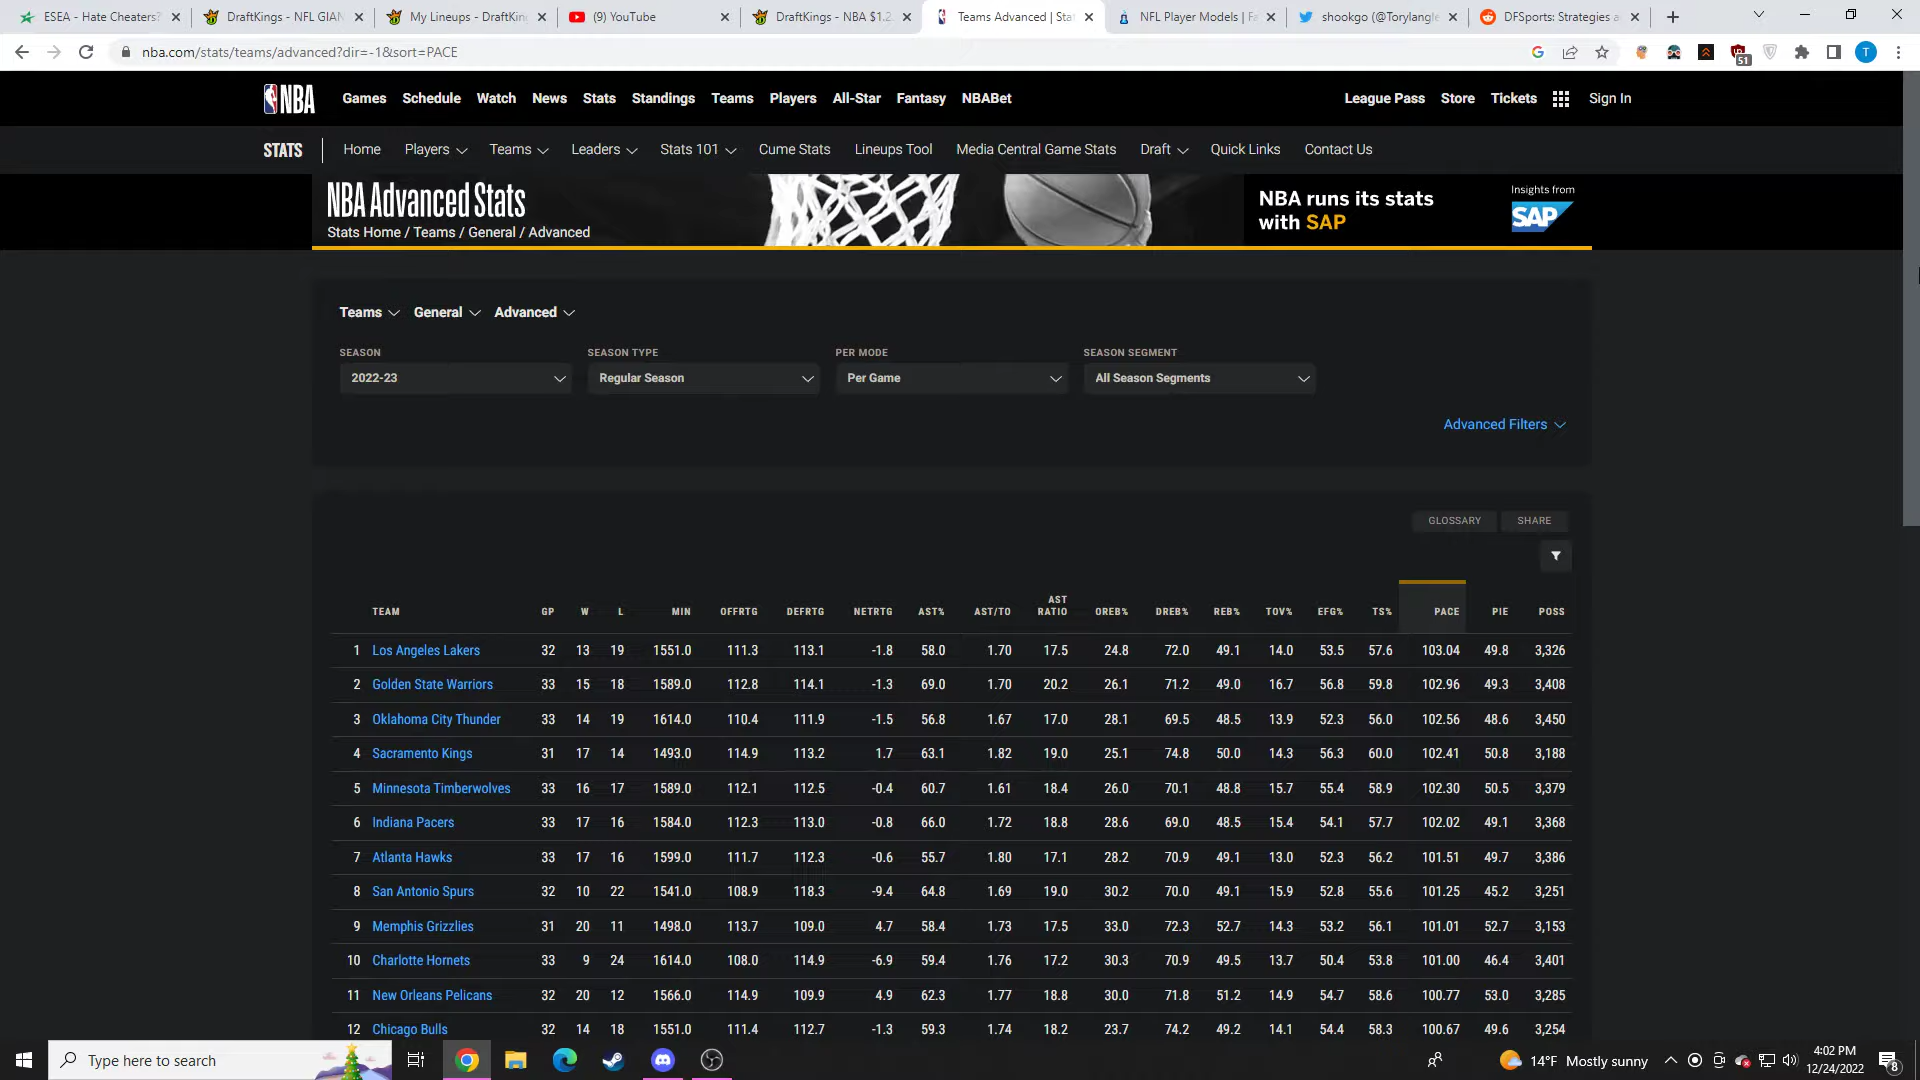 ESEA - Hate Cheaters?
DraftKings - NFL GIAN
My Lineups - DraftKin
(9) YouTube
DraftKings - NBA $1.2
Teams Advanced | Sta
NFL Player Models | Fa
shookgo (@Torylangle
DFSports: Strategies a
nba.com/stats/teams/advanced?dir=-1&sort=PACE
51
T
NBA
Games Schedule Watch News Stats Standings Teams Players All-Star Fantasy NBABet
League Pass Store Tickets Sign In
STATS Home Players Teams Leaders Stats 101 Cume Stats Lineups Tool Media Central Game Stats Draft Quick Links Contact Us
NBA Advanced Stats
Stats Home / Teams / General / Advanced
NBA runs its stats
with SAP
Insights from
SAP
Teams General Advanced
SEASON SEASON TYPE PER MODE SEASON SEGMENT
2022-23 Regular Season Per Game All Season Segments
Advanced Filters
GLOSSARY SHARE
TEAM GP W L MIN OFFRTG DEFRTG NETRTG AST% AST/TO AST RATIO OREB% DREB% REB% TOV% EFG% TS% PACE PIE POSS
1 Los Angeles Lakers 32 13 19 1551.0 111.3 113.1 -1.8 58.0 1.70 17.5 24.8 72.0 49.1 14.0 53.5 57.6 103.04 49.8 3,326
2 Golden State Warriors 33 15 18 1589.0 112.8 114.1 -1.3 69.0 1.70 20.2 26.1 71.2 49.0 16.7 56.8 59.8 102.96 49.3 3,408
3 Oklahoma City Thunder 33 14 19 1614.0 110.4 111.9 -1.5 56.8 1.67 17.0 28.1 69.5 48.5 13.9 52.3 56.0 102.56 48.6 3,450
4 Sacramento Kings 31 17 14 1493.0 114.9 113.2 1.7 63.1 1.82 19.0 25.1 74.8 50.0 14.3 56.3 60.0 102.41 50.8 3,188
5 Minnesota Timberwolves 33 16 17 1589.0 112.1 112.5 -0.4 60.7 1.61 18.4 26.0 70.1 48.8 15.7 55.4 58.9 102.30 50.5 3,379
6 Indiana Pacers 33 17 16 1584.0 112.3 113.0 -0.8 66.0 1.72 18.8 28.6 69.0 48.5 15.4 54.1 57.7 102.02 49.1 3,368
7 Atlanta Hawks 33 17 16 1599.0 111.7 112.3 -0.6 55.7 1.80 17.1 28.2 70.9 49.1 13.0 52.3 56.2 101.51 49.7 3,386
8 San Antonio Spurs 32 10 22 1541.0 108.9 118.3 -9.4 64.8 1.69 19.0 30.2 70.0 49.1 15.9 52.8 55.6 101.25 45.2 3,251
9 Memphis Grizzlies 31 20 11 1498.0 113.7 109.0 4.7 58.4 1.73 17.5 33.0 72.3 52.7 14.3 53.2 56.1 101.01 52.7 3,153
10 Charlotte Hornets 33 9 24 1614.0 108.0 114.9 -6.9 59.4 1.76 17.2 30.3 70.9 49.5 13.7 50.4 53.8 101.00 46.4 3,401
11 New Orleans Pelicans 32 20 12 1566.0 114.9 109.9 4.9 62.3 1.77 18.8 30.0 71.8 51.2 14.9 54.7 58.6 100.77 53.0 3,285
12 Chicago Bulls 32 14 18 1551.0 111.4 112.7 -1.3 59.3 1.74 18.2 23.7 74.2 49.2 14.1 54.4 58.3 100.67 49.6 3,254
Type here to search
14°F Mostly sunny
4:02 PM
12/24/2022
8